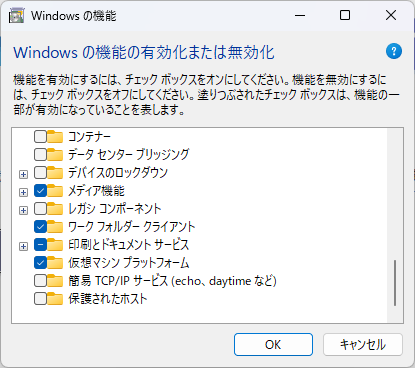 Windows の機能
Windows の機能の有効化または無効化
機能を有効にするには、チェック ボックスをオンにしてください。機能を無効にするに
は、チェック ボックスをオフにしてください。塗りつぶされたチェック ボックスは、機能の一
部が有効になっていることを表します。
コンテナー
データ センター ブリッジング
デバイスのロックダウン
メディア機能
レガシ コンポーネント
ワーク フォルダー クライアント
印刷とドキュメント サービス
仮想マシン プラットフォーム
簡易 TCP/IP サービス (echo、daytime など)
保護されたホスト
OK
キャンセル